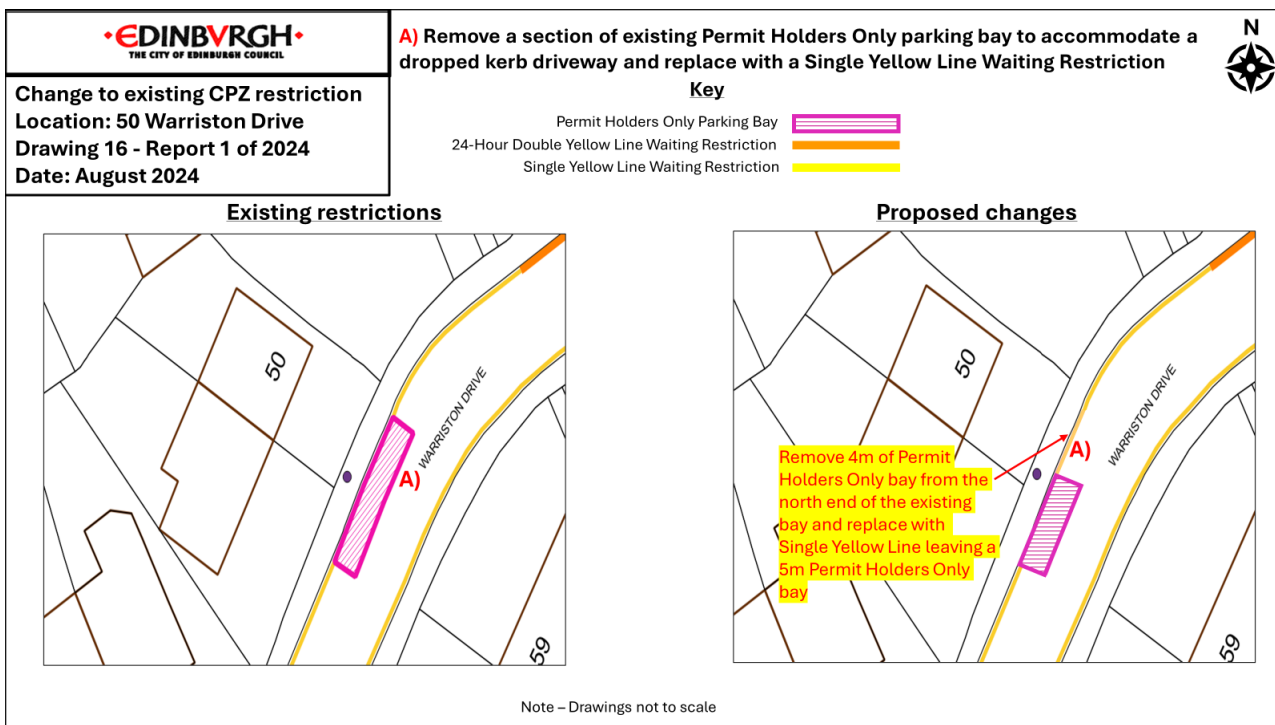 EDINBVRGH
THE CITY OF EDINBURGH COUNCIL
Change to existing CPZ restriction
Location: 50 Warriston Drive
Drawing 16 - Report 1 of 2024
Date: August 2024
A) Remove a section of existing Permit Holders Only parking bay to accommodate a
dropped kerb driveway and replace with a Single Yellow Line Waiting Restriction
N
Key
Permit Holders Only Parking Bay
24-Hour Double Yellow Line Waiting Restriction
Single Yellow Line Waiting Restriction
Existing restrictions
50
WARRISTON DRIVE
A)
59
Proposed changes
50
WARRISTON DRIVE
A)
Remove 4m of Permit
Holders Only bay from the
north end of the existing
bay and replace with
Single Yellow Line leaving a
5m Permit Holders Only
bay
59
Note – Drawings not to scale